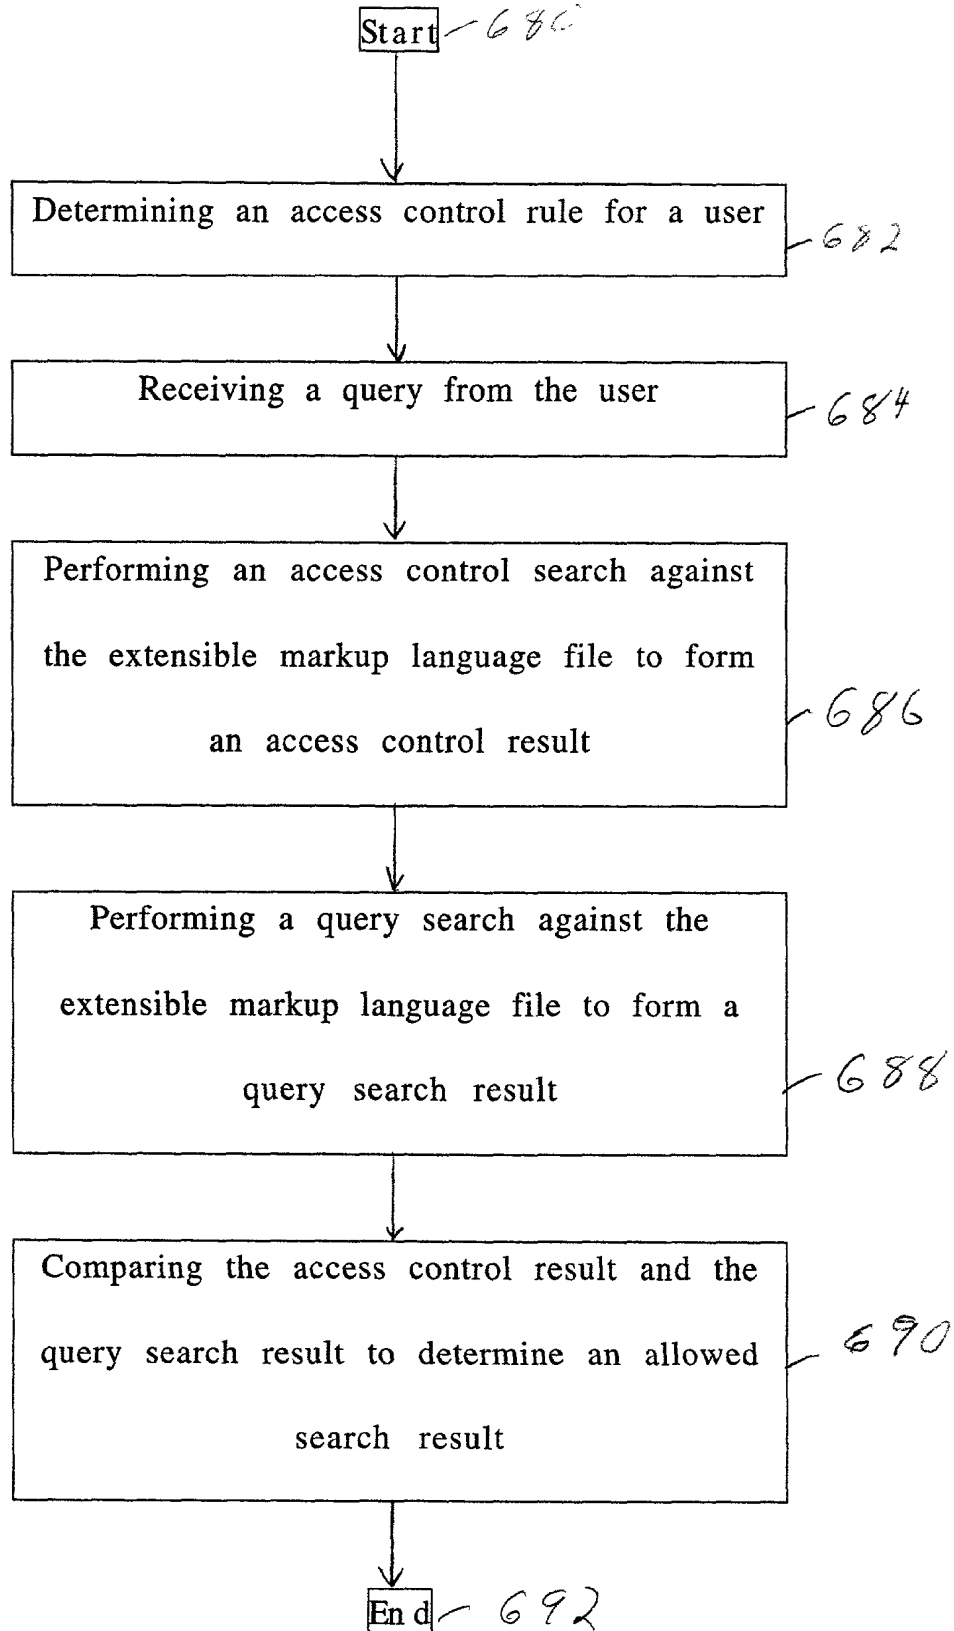 Start 680
Determining an access control rule for a user
682
Receiving a query from the user
684
Performing an access control search against
the extensible markup language file to form
an access control result
686
Performing a query search against the
extensible markup language file to form a
query search result
688
Comparing the access control result and the
query search result to determine an allowed
search result
690
End 692